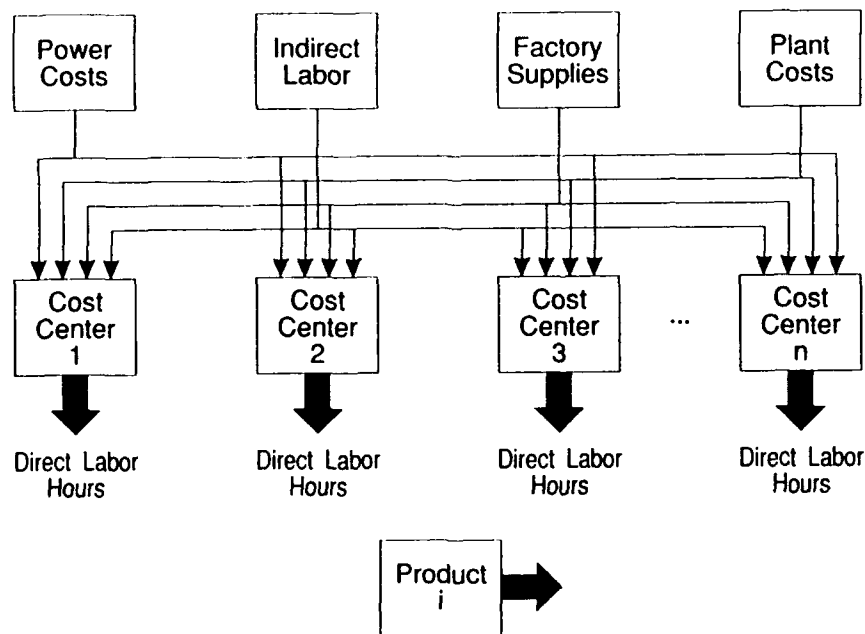 Power
Costs
Indirect
Labor
Factory
Supplies
Plant
Costs
Cost
Center
1
Cost
Center
2
Cost
Center
3
...
Cost
Center
n
Direct Labor
Hours
Direct Labor
Hours
Direct Labor
Hours
Direct Labor
Hours
Product
i